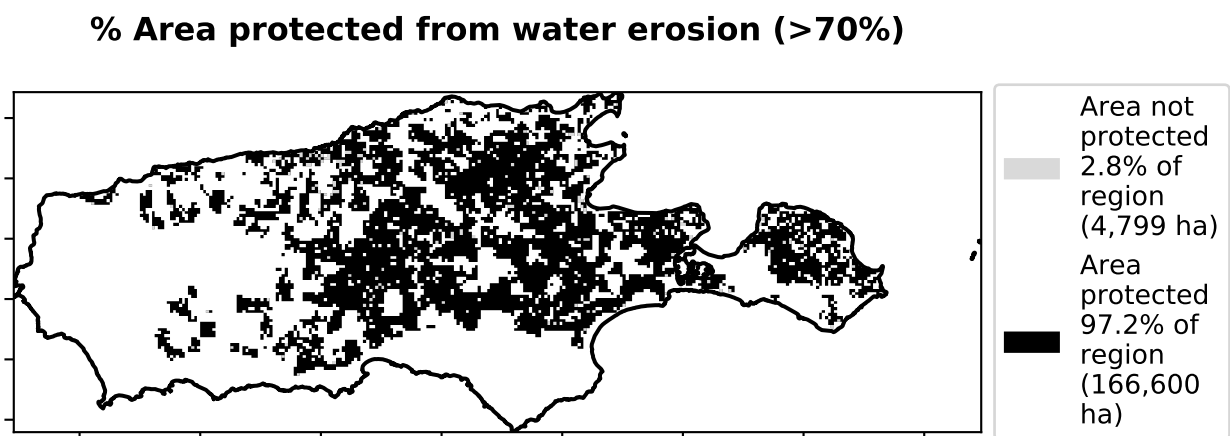 % Area protected from water erosion (>70%)
Area not
protected
2.8% of
region
(4,799 ha)
Area
protected
97.2% of
region
(166,600
ha)